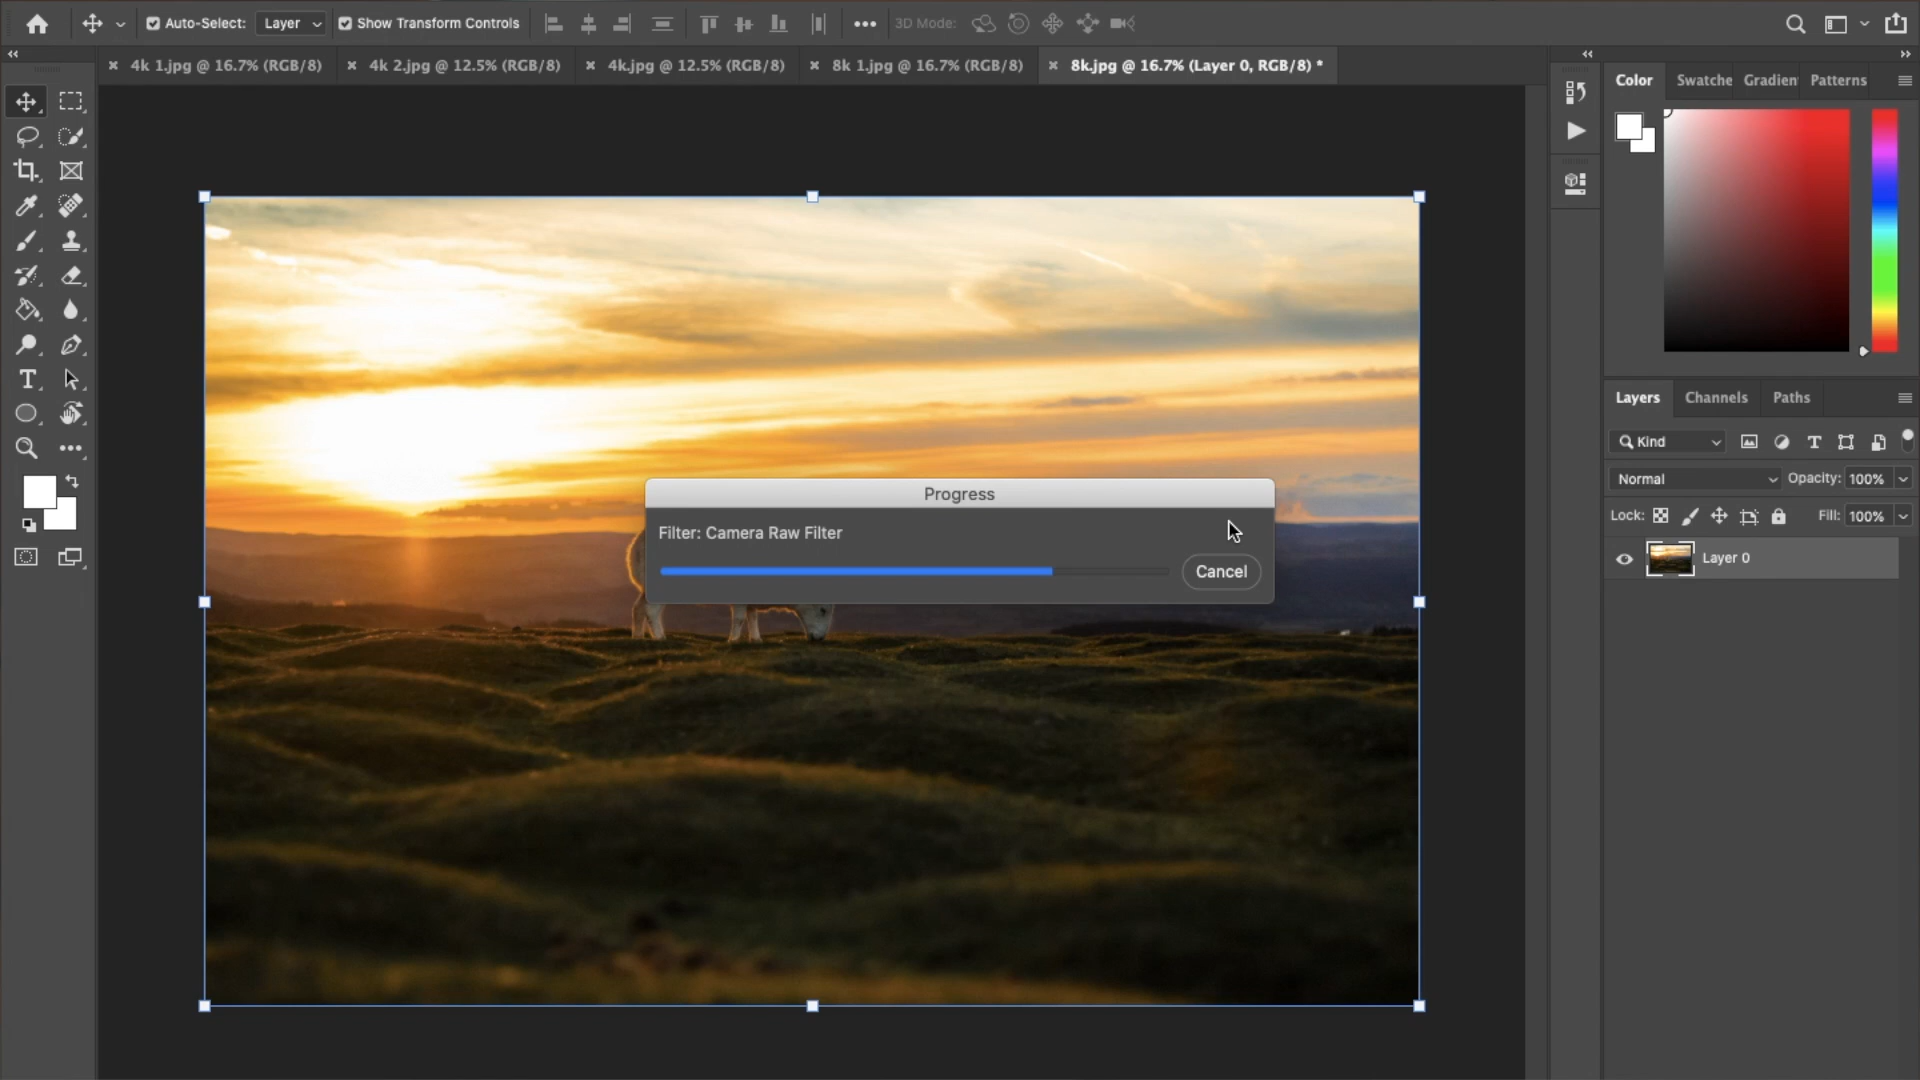 Auto-Select: Layer Show Transform Controls 3D Mode:
4k 1.jpg @ 16.7% (RGB/8) 4k 2.jpg @ 12.5% (RGB/8) 4k.jpg @ 12.5% (RGB/8) 8k 1.jpg @ 16.7% (RGB/8) 8k.jpg @ 16.7% (Layer 0, RGB/8) *
Color Swatche Gradien Patterns
Progress
Filter: Camera Raw Filter
Cancel
Layers Channels Paths
Kind
Normal Opacity: 100%
Lock: Fill: 100%
Layer 0